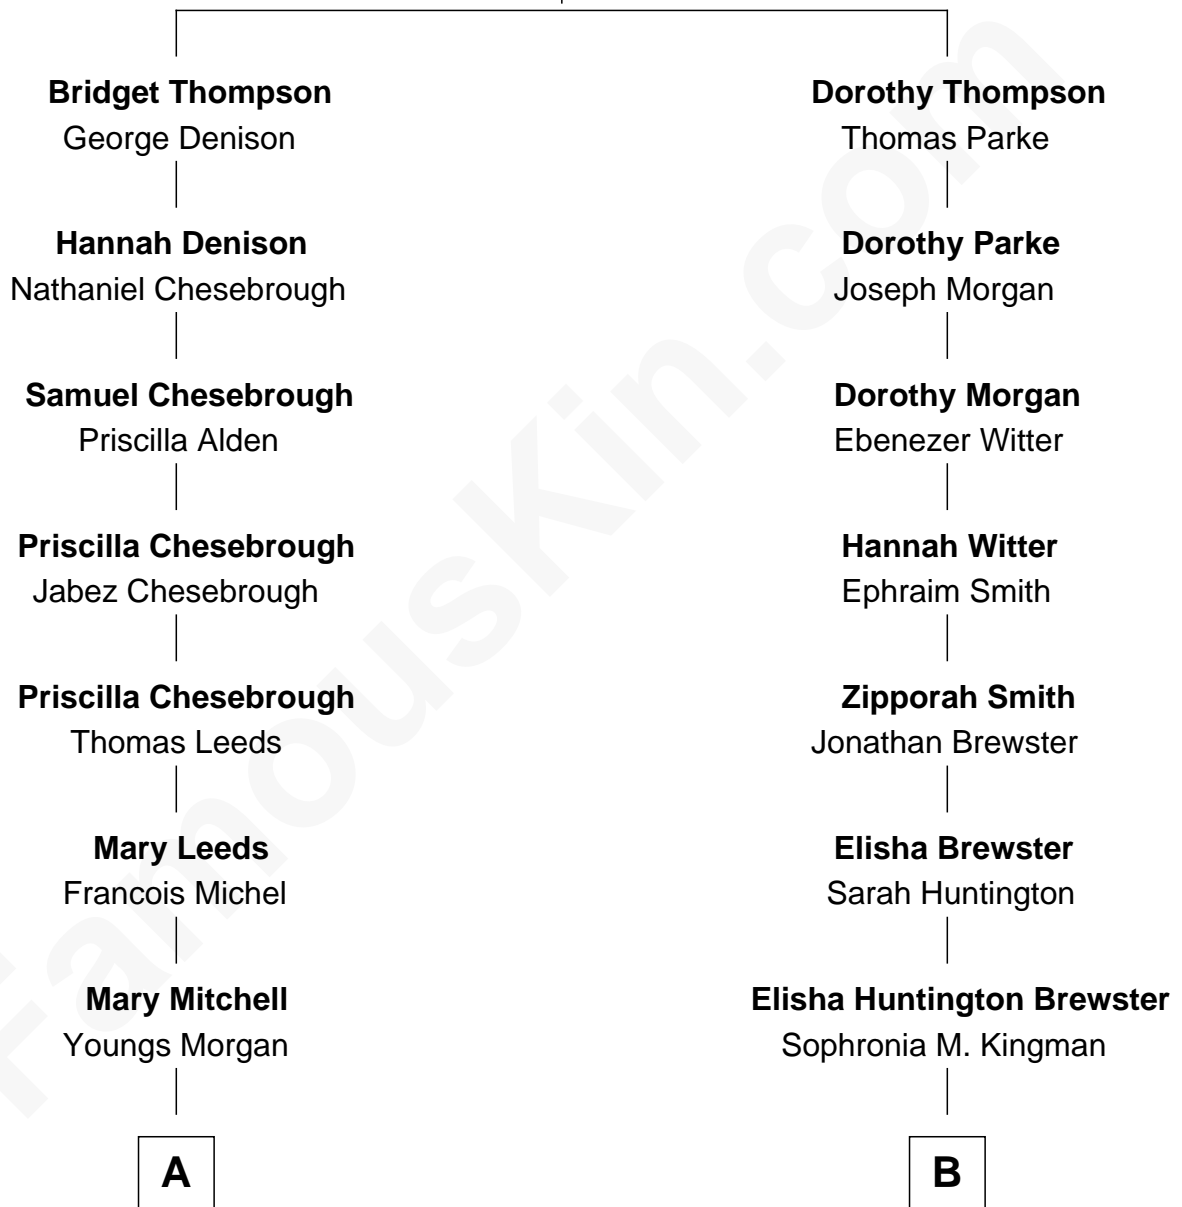 Bridget Thompson
George Denison
Hannah Denison
Nathaniel Chesebrough
Samuel Chesebrough
Priscilla Alden
Priscilla Chesebrough
Jabez Chesebrough
Priscilla Chesebrough
Thomas Leeds
Mary Leeds
Francois Michel
Mary Mitchell
Youngs Morgan
A
Dorothy Thompson
Thomas Parke
Dorothy Parke
Joseph Morgan
Dorothy Morgan
Ebenezer Witter
Hannah Witter
Ephraim Smith
Zipporah Smith
Jonathan Brewster
Elisha Brewster
Sarah Huntington
Elisha Huntington Brewster
Sophronia M. Kingman
B
FamousKin.com